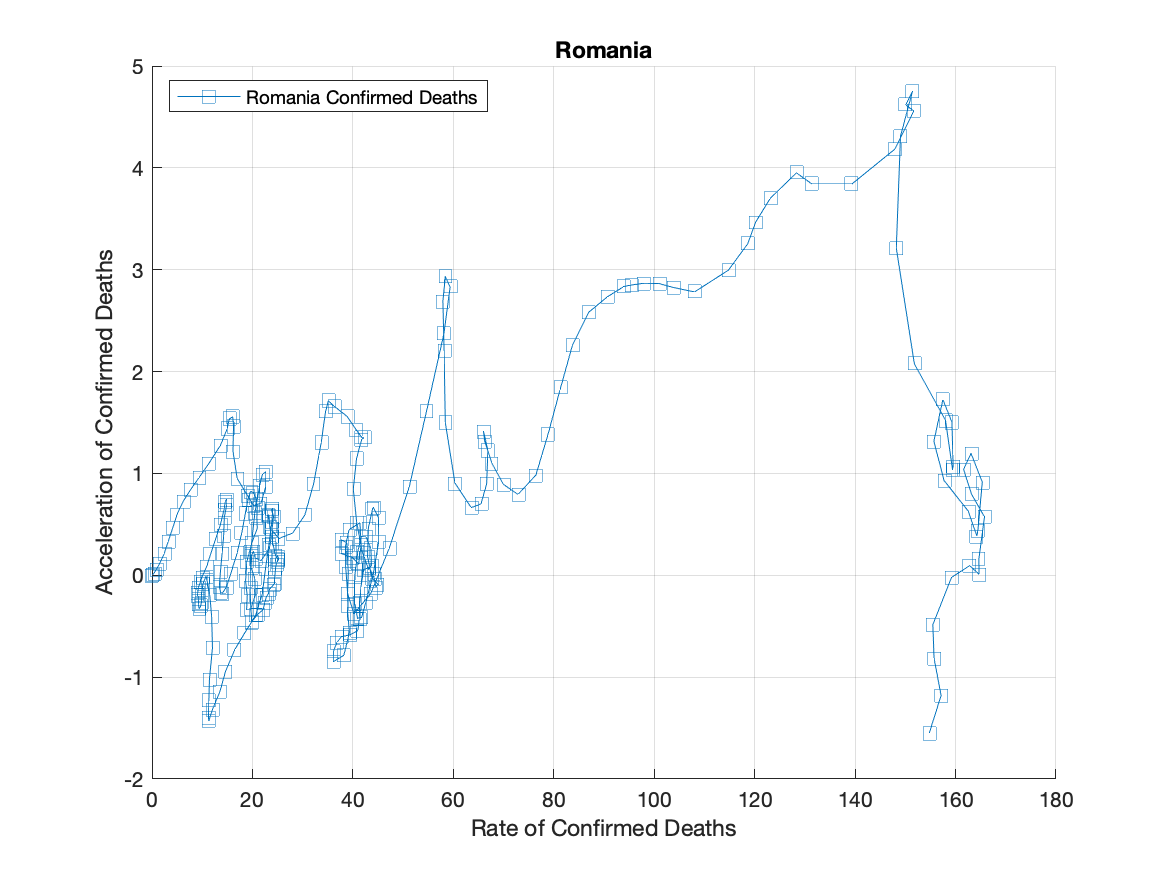 Romania
Romania Confirmed Deaths
Acceleration of Confirmed Deaths
5
4
3
2
1
0
-1
-2
0 20 40 60 80 100 120 140 160 180
Rate of Confirmed Deaths